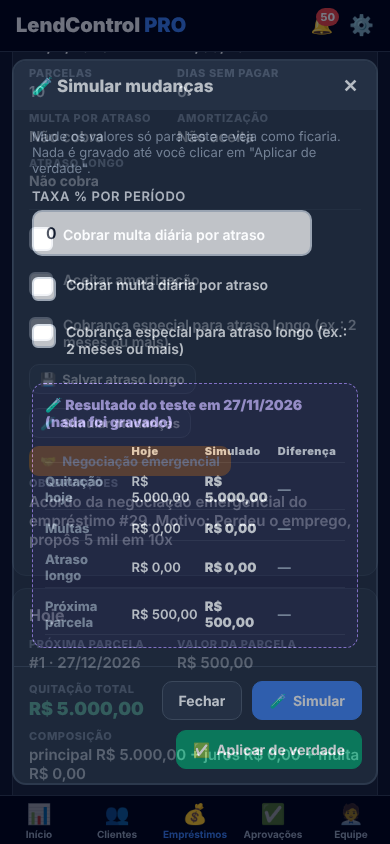 LendControl PRO
50
PARCELAS
DIAS SEM PAGAR
🧪 Simular mudanças
✕
MULTA POR ATRASO
AMORTIZAÇÃO
Mude os valores só para teste e veja como ficaria.
Nada é gravado até você clicar em "Aplicar de
verdade".
ATRASO LONGO
Não cobra
TAXA % POR PERÍODO
0
Cobrar multa diária por atraso
Aceitar amortização
Cobrar multa diária por atraso
Cobrança especial para atraso longo (ex.: 2
meses ou mais)
Cobrança especial para atraso longo (ex.:
2 meses ou mais)
💾 Salvar atraso longo
🧪 Resultado do teste em 27/11/2026
(nada foi gravado)
Hoje Simulado Diferença
🤝 Negociação emergencial
Quitação hoje R$ 5.000,00 R$ 5.000,00 —
Acordo da negociação emergencial do
empréstimo #29. Motivo: Perdeu o emprego,
propôs 5 mil em 10x
Multas R$ 0,00 R$ 0,00 —
Atraso longo R$ 0,00 R$ 0,00 —
Próxima parcela R$ 500,00 R$ 500,00 —
Hoje
PRÓXIMA PARCELA
VALOR DA PARCELA
#1 · 27/12/2026
R$ 500,00
QUITAÇÃO TOTAL
R$ 5.000,00
Fechar
🧪 Simular
COMPOSIÇÃO
principal R$ 5.000,00 + juros R$ 0,00 + multa
R$ 0,00
✅ Aplicar de verdade
Início
Clientes
Empréstimos
Aprovações
Equipe